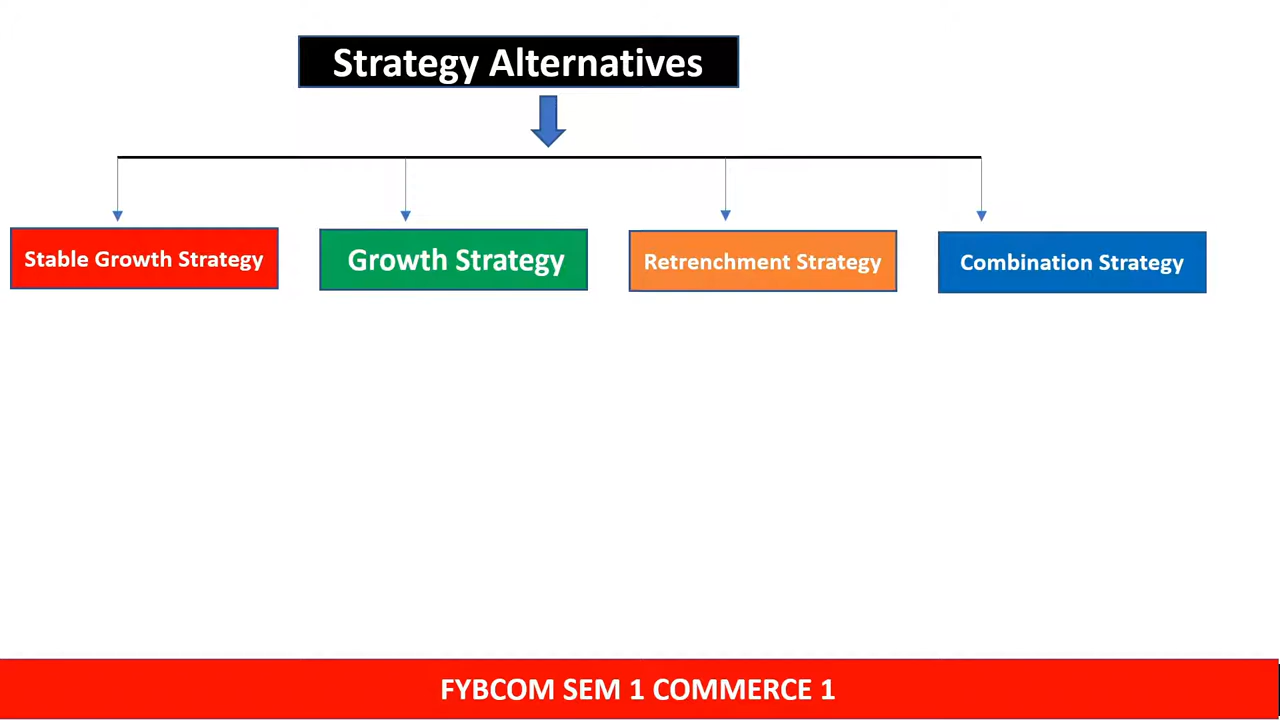 Strategy Alternatives
Stable Growth Strategy
Growth Strategy
Retrenchment Strategy
Combination Strategy
FYBCOM SEM 1 COMMERCE 1